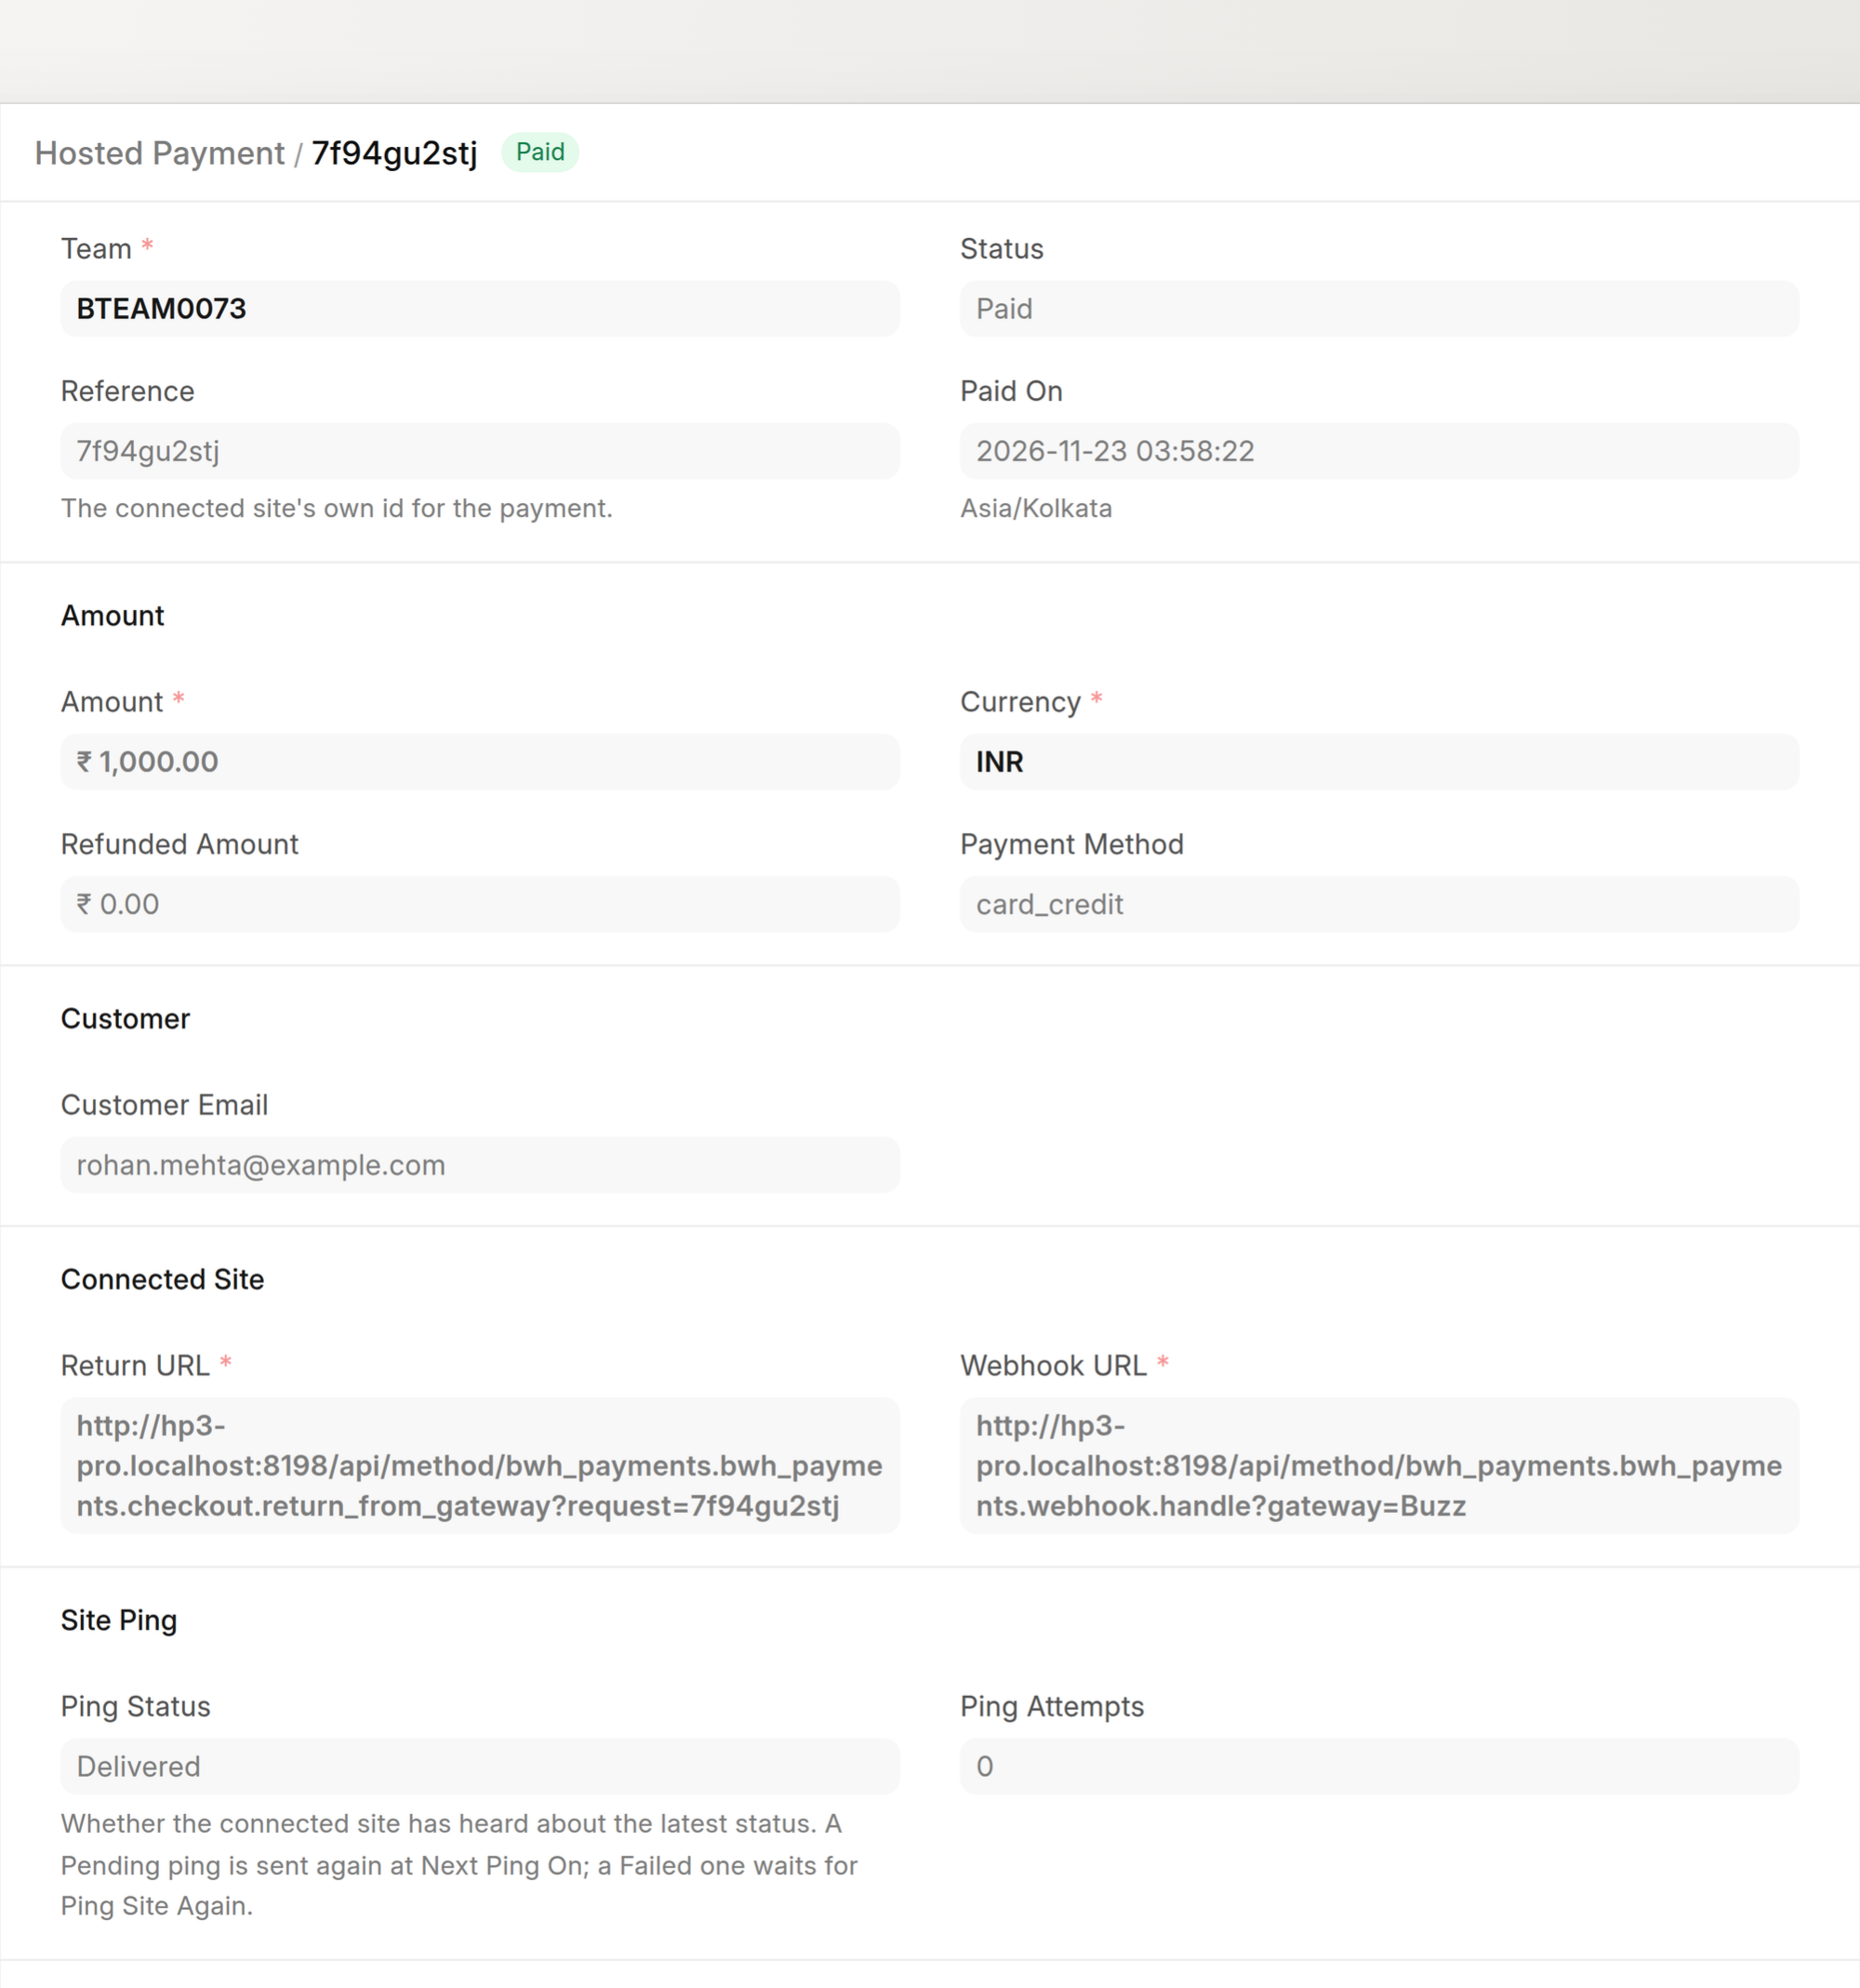 Hosted Payment / 7f94gu2stj Paid
Team *
BTEAM0073
Status
Paid
Reference
7f94gu2stj
The connected site's own id for the payment.
Paid On
2026-11-23 03:58:22
Asia/Kolkata
Amount
Amount *
₹ 1,000.00
Currency *
INR
Refunded Amount
₹ 0.00
Payment Method
card_credit
Customer
Customer Email
rohan.mehta@example.com
Connected Site
Return URL *
http://hp3-
pro.localhost:8198/api/method/bwh_payments.bwh_payme
nts.checkout.return_from_gateway?request=7f94gu2stj
Webhook URL *
http://hp3-
pro.localhost:8198/api/method/bwh_payments.bwh_payme
nts.webhook.handle?gateway=Buzz
Site Ping
Ping Status
Delivered
Whether the connected site has heard about the latest status. A
Pending ping is sent again at Next Ping On; a Failed one waits for
Ping Site Again.
Ping Attempts
0